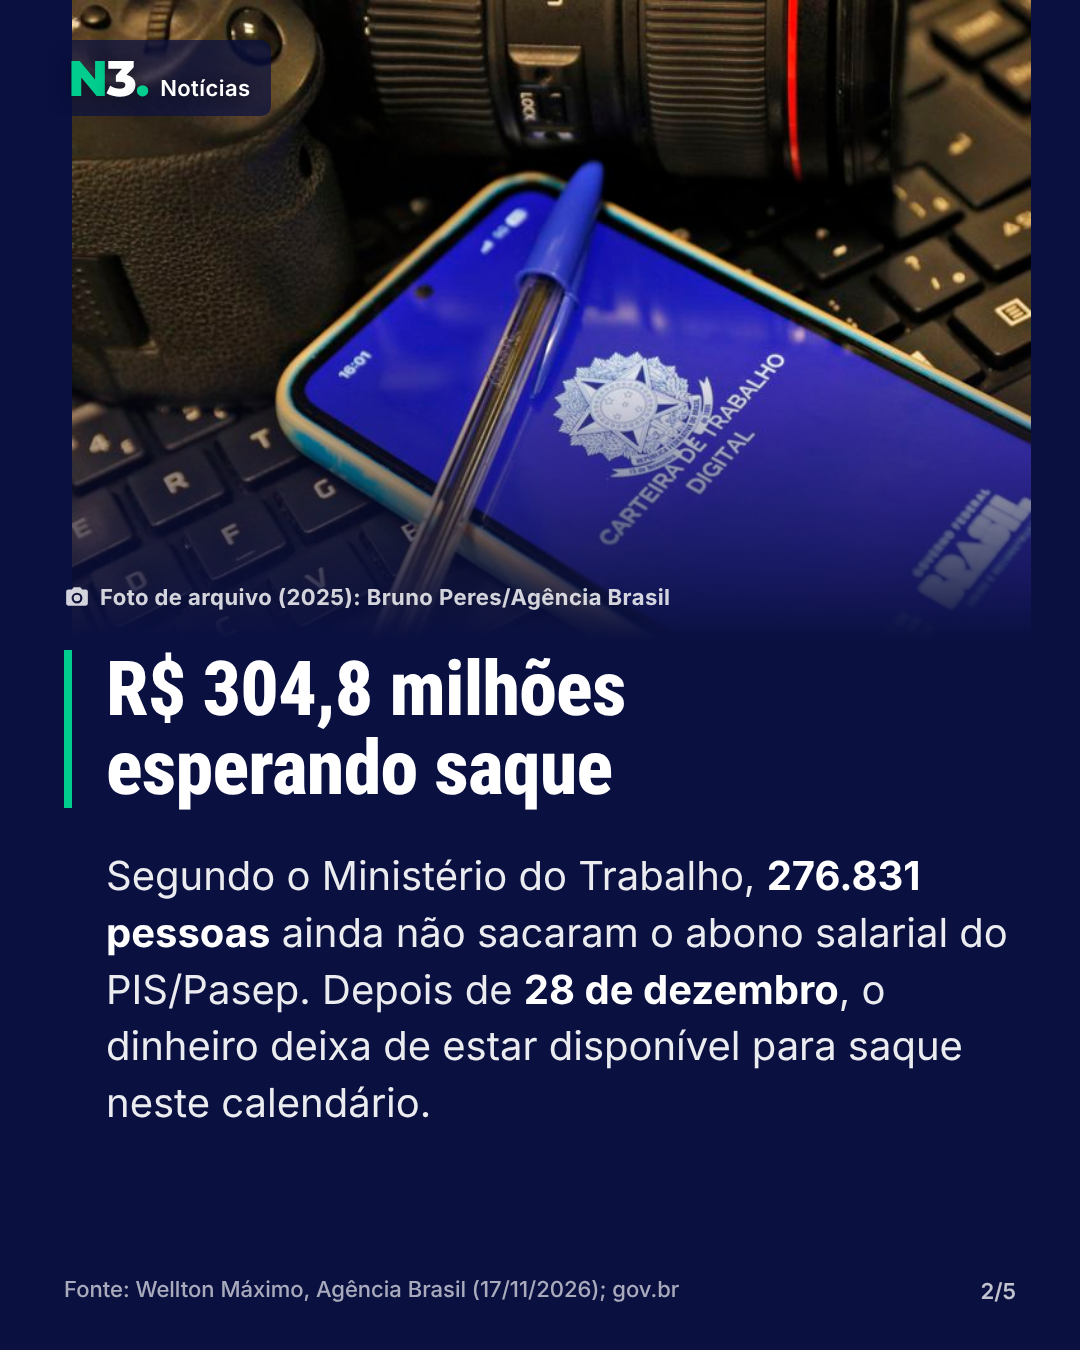 N3. Notícias
LOCK
16:01
CARTEIRA DE TRABALHO
DIGITAL
GOVERNO FEDERAL
BRASIL
T
R
G
E
F
D
V
C
Foto de arquivo (2025): Bruno Peres/Agência Brasil
R$ 304,8 milhões
esperando saque
Segundo o Ministério do Trabalho, 276.831
pessoas ainda não sacaram o abono salarial do
PIS/Pasep. Depois de 28 de dezembro, o
dinheiro deixa de estar disponível para saque
neste calendário.
Fonte: Wellton Máximo, Agência Brasil (17/11/2026); gov.br
2/5